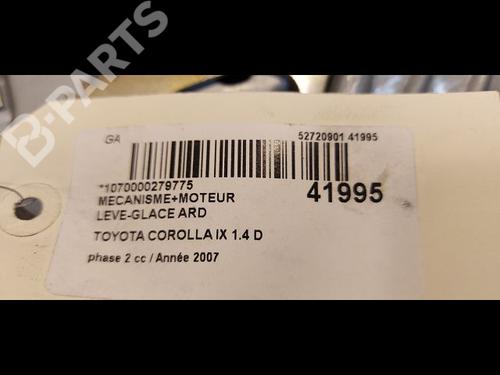 B-PARTS
GA
52720901 41995
*1070000279775
41995
MECANISME+MOTEUR
LEVE-GLACE ARD
TOYOTA COROLLA IX 1.4 D
phase 2 cc / Année 2007